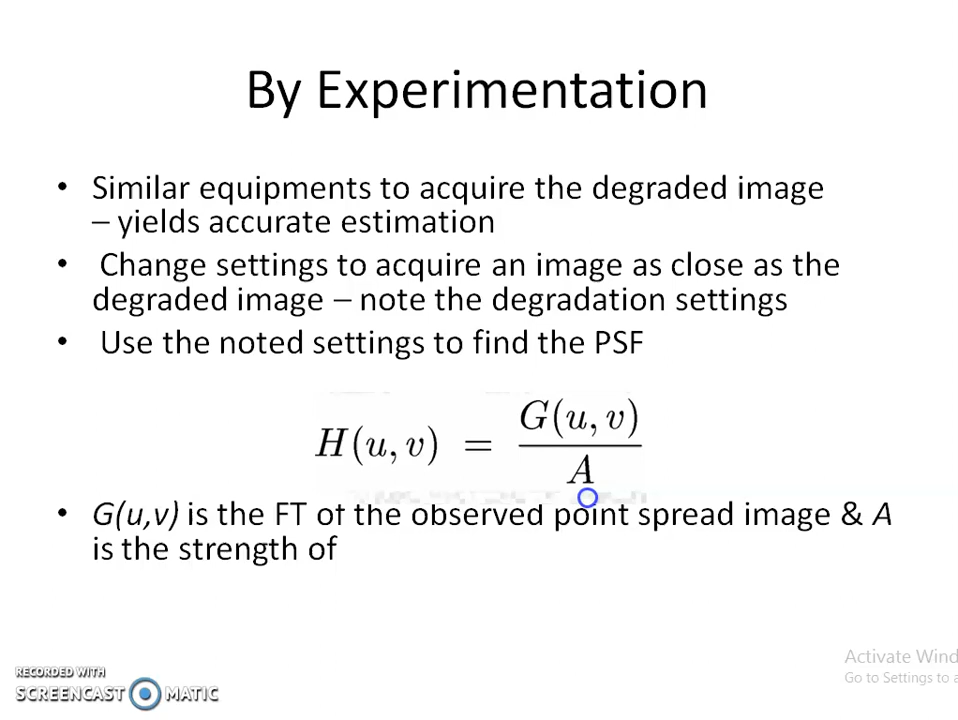 By Experimentation
• Similar equipments to acquire the degraded image
– yields accurate estimation
• Change settings to acquire an image as close as the
degraded image – note the degradation settings
• Use the noted settings to find the PSF
H(u, v) = G(u, v) / A
• G(u,v) is the FT of the observed point spread image & A
is the strength of
RECORDED WITH
SCREENCAST MATIC
Activate Wind
Go to Settings to a